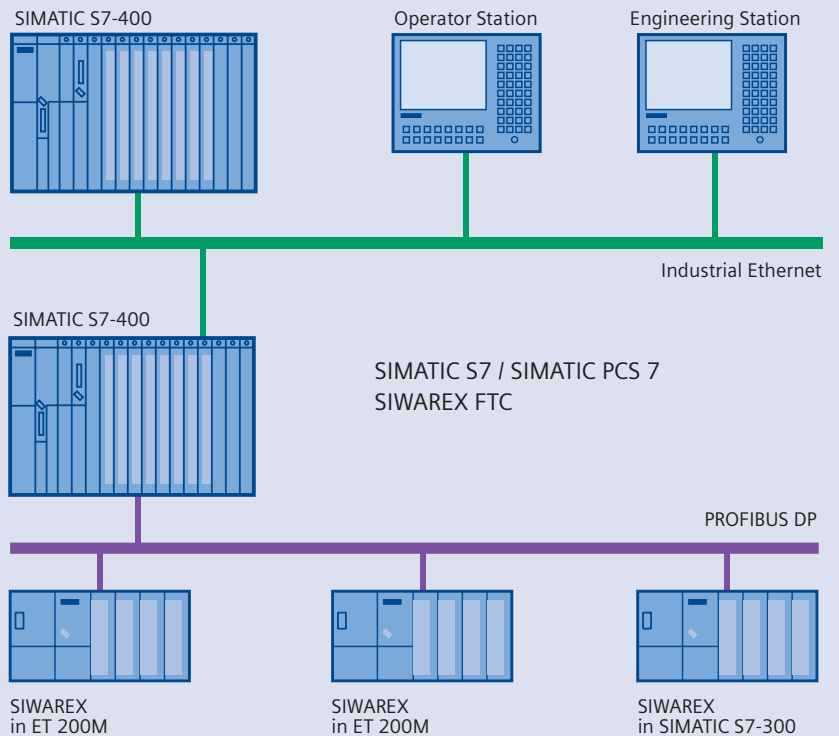 SIMATIC S7-400
Operator Station
Engineering Station
Industrial Ethernet
SIMATIC S7-400
SIMATIC S7 / SIMATIC PCS 7
SIWAREX FTC
PROFIBUS DP
SIWAREX
in ET 200M
SIWAREX
in ET 200M
SIWAREX
in SIMATIC S7-300